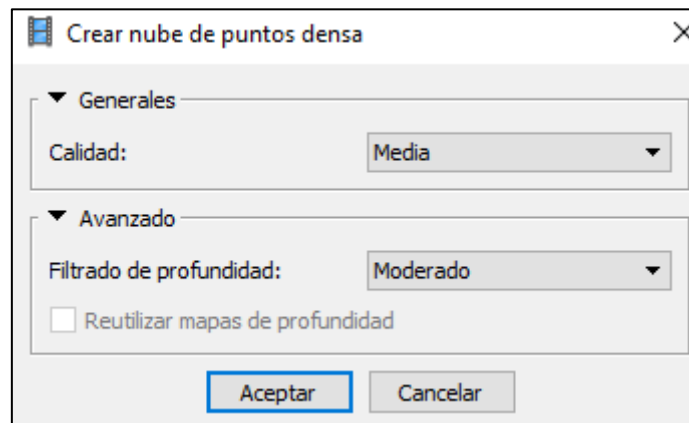 Crear nube de puntos densa
Generales
Calidad: Media
Avanzado
Filtrado de profundidad: Moderado
Reutilizar mapas de profundidad
Aceptar Cancelar